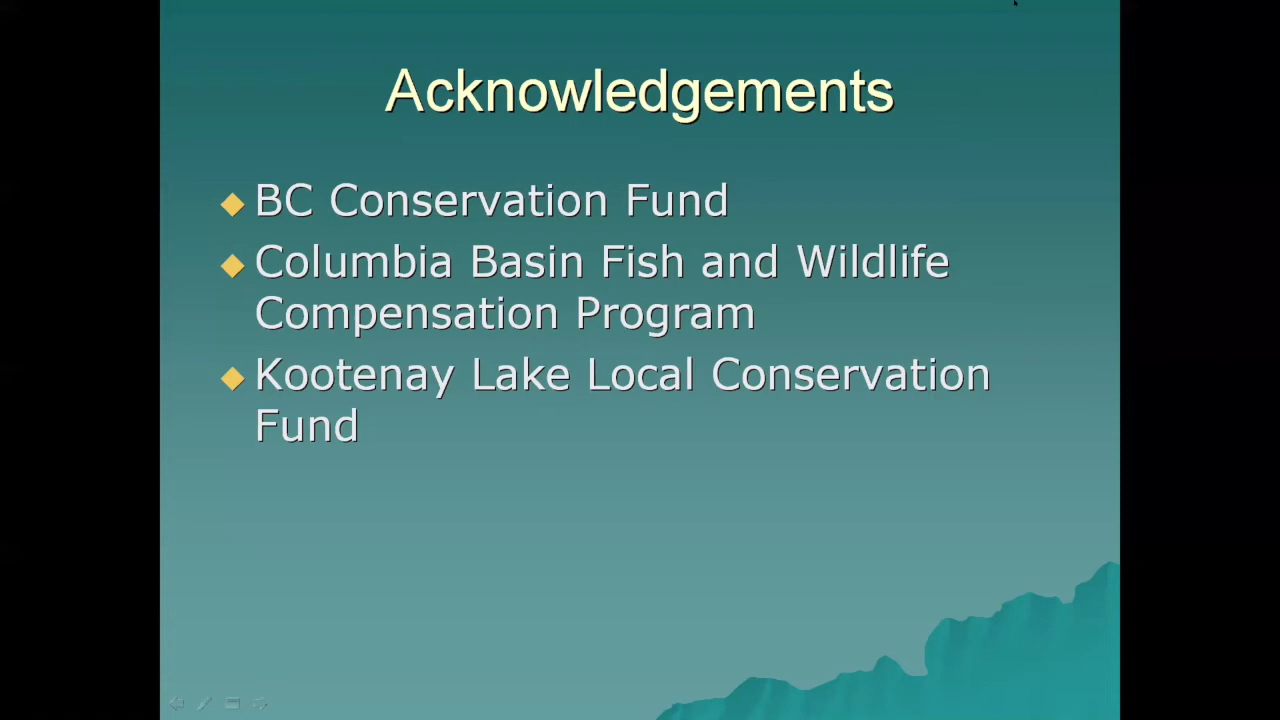 Acknowledgements
BC Conservation Fund
Columbia Basin Fish and Wildlife
Compensation Program
Kootenay Lake Local Conservation
Fund